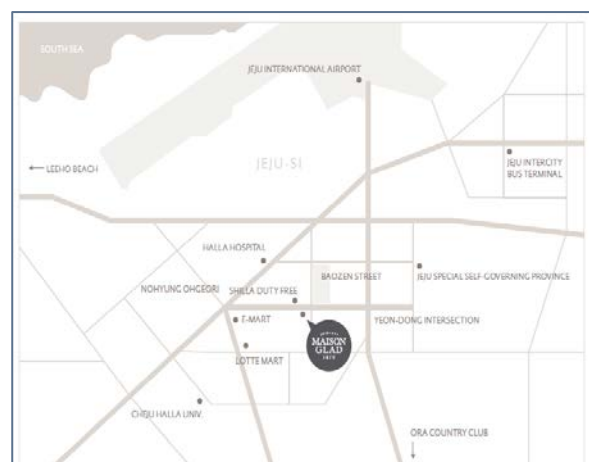 SOUTH SEA
JEJU INTERNATIONAL AIRPORT
JEJU-SI
← LEEHO BEACH
JEJU INTERCITY
BUS TERMINAL
HALLA HOSPITAL
BAOZEN STREET
JEJU SPECIAL SELF-GOVERNING PROVINCE
NOHYUNG OHGEORI
SHILLA DUTY FREE
E-MART
YEON-DONG INTERSECTION
MAISON
GLAD
LOTTE MART
CHEJU HALLA UNIV.
ORA COUNTRY CLUB